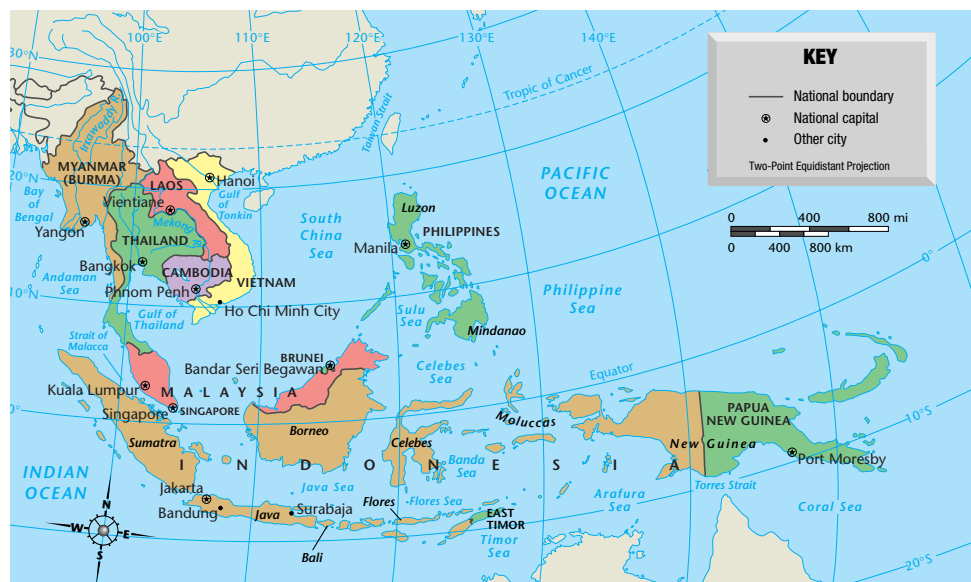 100°E
110°E
120°E
130°E
140°E
30°N
Tropic of Cancer
KEY
National boundary
National capital
Other city
Two-Point Equidistant Projection
Irrawaddy R.
Taiwan Strait
MYANMAR
(BURMA)
20°N
LAOS
Hanoi
PACIFIC
OCEAN
Bay
of
Bengal
Vientiane
Gulf
of
Tonkin
Luzon
South
China
Sea
0
400
800 mi
0
400
800 km
Yangon
Mekong R.
PHILIPPINES
THAILAND
Manila
0°
Bangkok
CAMBODIA
Andaman
Sea
VIETNAM
Phnom Penh
Philippine
Sea
10°N
Ho Chi Minh City
Gulf of
Thailand
Sulu
Sea
Mindanao
Strait of
Malacca
BRUNEI
Bandar Seri Begawan
Celebes
Sea
Equator
Kuala Lumpur
MALAYSIA
0°
Singapore
SINGAPORE
10°S
PAPUA
NEW GUINEA
Moluccas
Sumatra
Borneo
Celebes
New Guinea
INDONESIA
Banda
Sea
Port Moresby
INDIAN
OCEAN
Java Sea
Torres Strait
Jakarta
Flores
Flores Sea
Arafura
Sea
Coral Sea
Bandung
Java
Surabaja
EAST
TIMOR
Timor
Sea
Bali
N
W
E
S
20°S